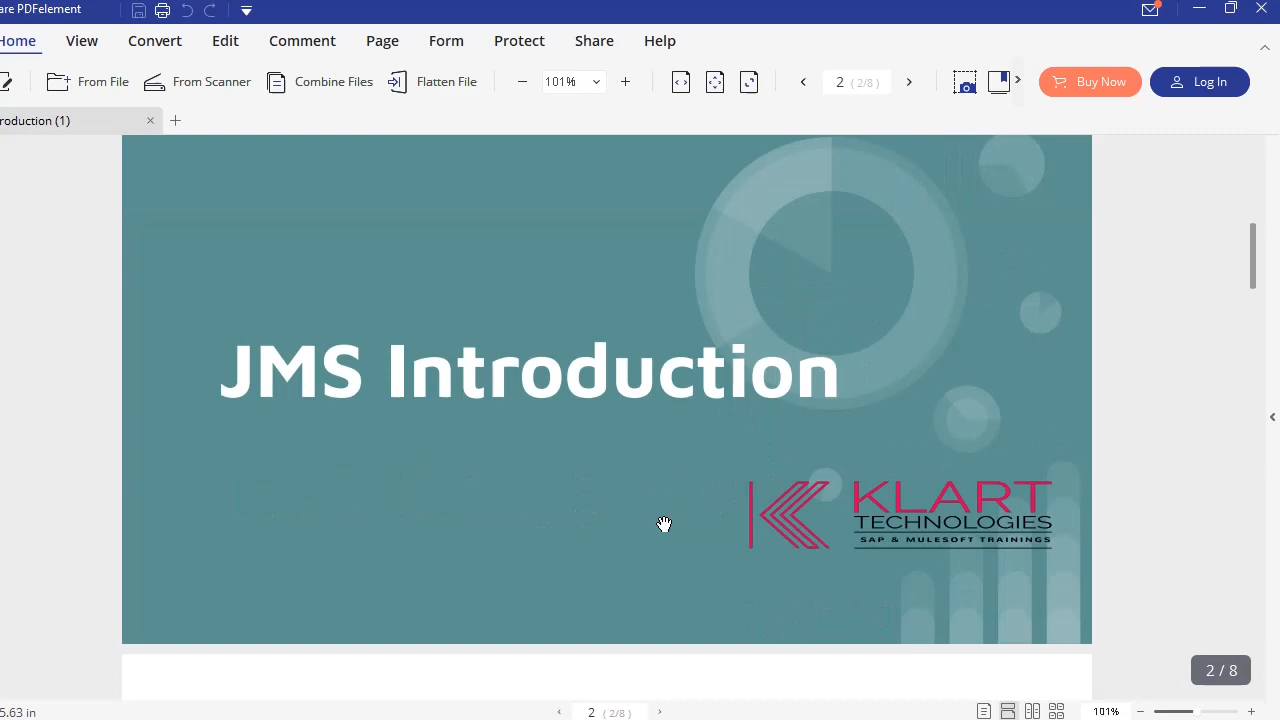 are PDFelement
Home View Convert Edit Comment Page Form Protect Share Help
From File From Scanner Combine Files Flatten File 101% 2 (2/8) Buy Now Log In
roduction (1)
JMS Introduction
KLART
TECHNOLOGIES
SAP & MULESOFT TRAININGS
2 / 8
5.63 in 2 (2/8) 101%